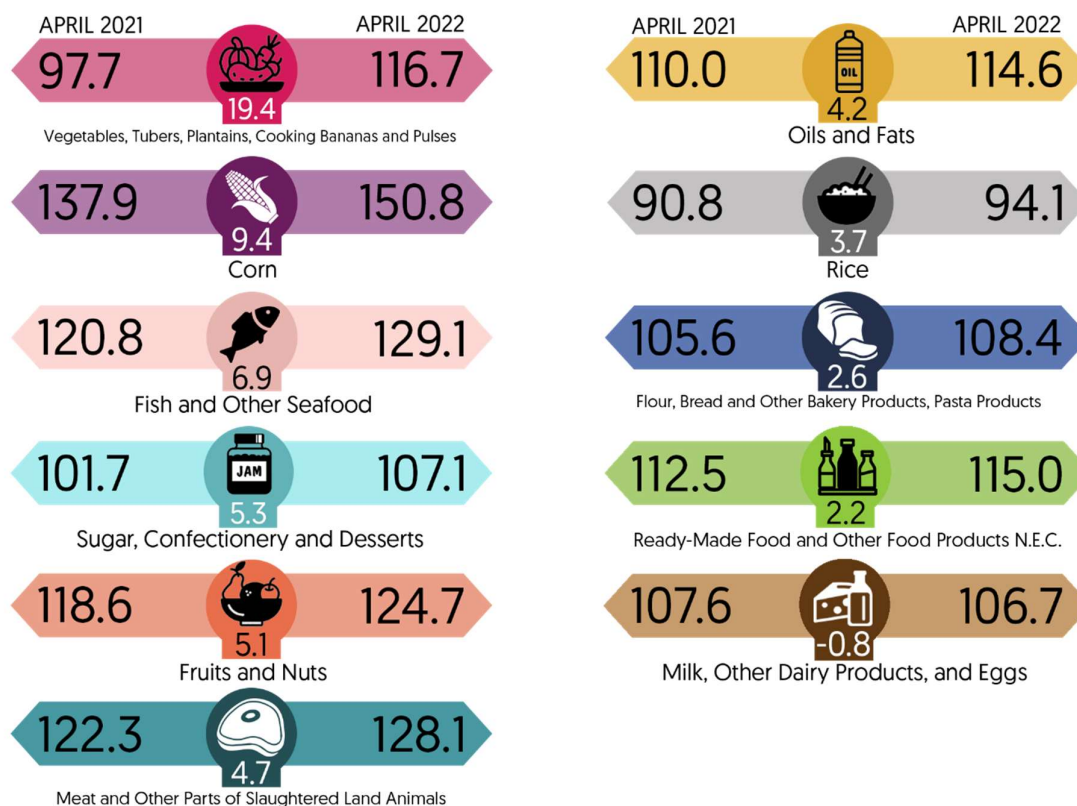 APRIL 2021 APRIL 2022
97.7 116.7
19.4
Vegetables, Tubers, Plantains, Cooking Bananas and Pulses
137.9 150.8
9.4
Corn
120.8 129.1
6.9
Fish and Other Seafood
101.7 JAM 107.1
5.3
Sugar, Confectionery and Desserts
118.6 124.7
5.1
Fruits and Nuts
122.3 128.1
4.7
Meat and Other Parts of Slaughtered Land Animals
APRIL 2021 APRIL 2022
110.0 OIL 114.6
4.2
Oils and Fats
90.8 94.1
3.7
Rice
105.6 108.4
2.6
Flour, Bread and Other Bakery Products, Pasta Products
112.5 115.0
2.2
Ready-Made Food and Other Food Products N.E.C.
107.6 106.7
-0.8
Milk, Other Dairy Products, and Eggs